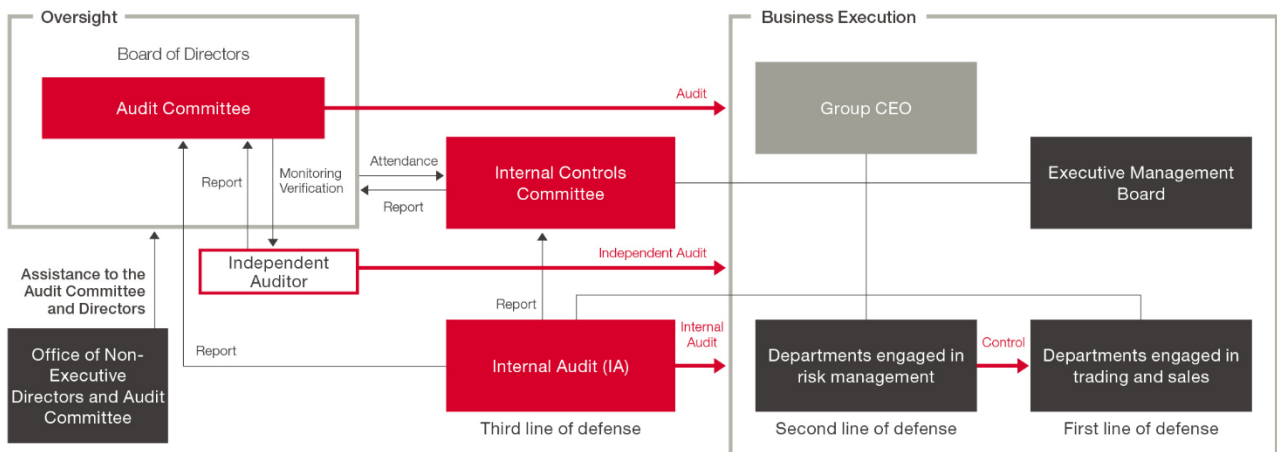 Oversight
Board of Directors
Audit Committee
Report
Monitoring
Verification
Attendance
Report
Independent
Auditor
Assistance to the
Audit Committee
and Directors
Office of Non-
Executive
Directors and Audit
Committee
Report
Audit
Internal Controls
Committee
Independent Audit
Report
Internal Audit (IA)
Internal
Audit
Third line of defense
Business Execution
Group CEO
Executive Management
Board
Departments engaged in
risk management
Control
Departments engaged in
trading and sales
Second line of defense
First line of defense